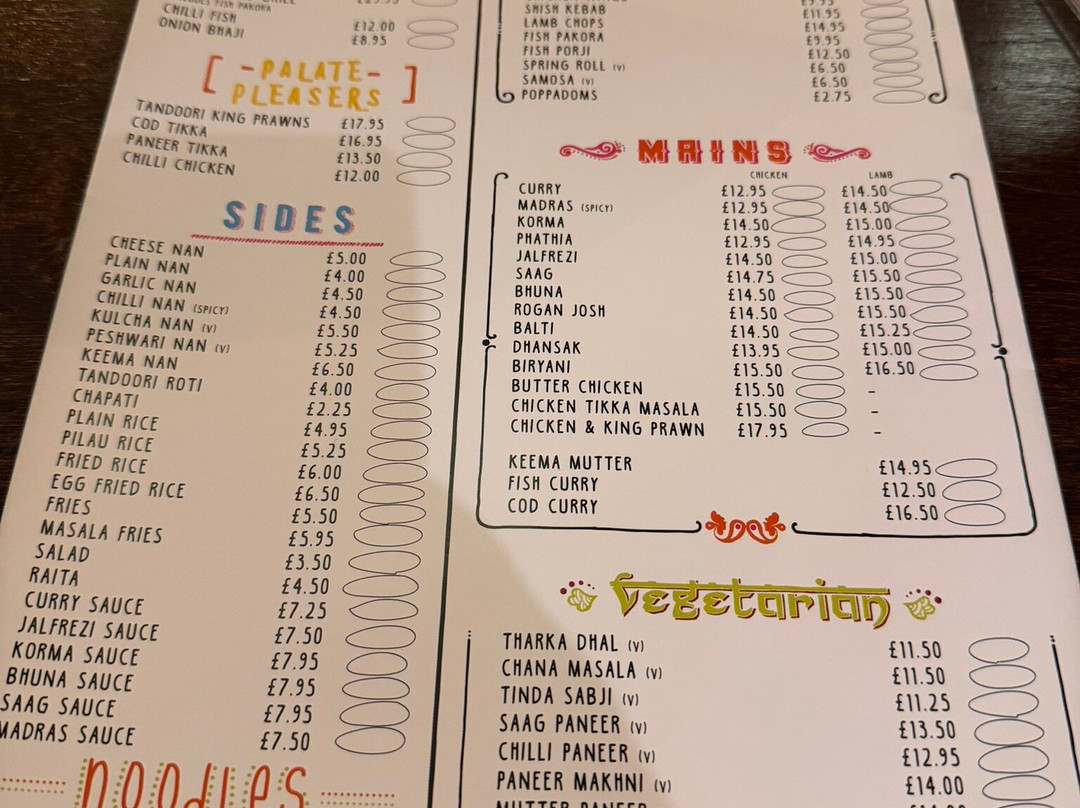 FISH PAKORA
CHILLI FISH £12.00
ONION BHAJI £8.95
[ -PALATE- ]
PLEASERS
TANDOORI KING PRAWNS £17.95
COD TIKKA £16.95
PANEER TIKKA £13.50
CHILLI CHICKEN £12.00
SIDES
CHEESE NAN £5.00
PLAIN NAN £4.00
GARLIC NAN £4.50
CHILLI NAN (SPICY) £4.50
KULCHA NAN (V) £5.50
PESHWARI NAN (V) £5.25
KEEMA NAN £6.50
TANDOORI ROTI £4.00
CHAPATI £2.25
PLAIN RICE £4.95
PILAU RICE £5.25
FRIED RICE £6.00
EGG FRIED RICE £6.50
FRIES £5.50
MASALA FRIES £5.95
SALAD £3.50
RAITA £4.50
CURRY SAUCE £7.25
JALFREZI SAUCE £7.50
KORMA SAUCE £7.95
BHUNA SAUCE £7.95
SAAG SAUCE £7.95
MADRAS SAUCE £7.50
noodles
SHISH KEBAB £11.95
LAMB CHOPS £14.95
FISH PAKORA £9.95
FISH PORJI £12.50
SPRING ROLL (V) £6.50
SAMOSA (V) £6.50
POPPADOMS £2.75
MAINS
CHICKEN LAMB
CURRY £12.95 £14.50
MADRAS (SPICY) £12.95 £14.50
KORMA £14.50 £15.00
PHATHIA £12.95 £14.95
JALFREZI £14.50 £15.00
SAAG £14.75 £15.50
BHUNA £14.50 £15.50
ROGAN JOSH £14.50 £15.50
BALTI £14.50 £15.25
DHANSAK £13.95 £15.00
BIRYANI £15.50 £16.50
BUTTER CHICKEN £15.50 -
CHICKEN TIKKA MASALA £15.50 -
CHICKEN & KING PRAWN £17.95 -
KEEMA MUTTER £14.95
FISH CURRY £12.50
COD CURRY £16.50
Vegetarian
THARKA DHAL (V) £11.50
CHANA MASALA (V) £11.50
TINDA SABJI (V) £11.25
SAAG PANEER (V) £13.50
CHILLI PANEER (V) £12.95
PANEER MAKHNI (V) £14.00
MUTTER PANEER